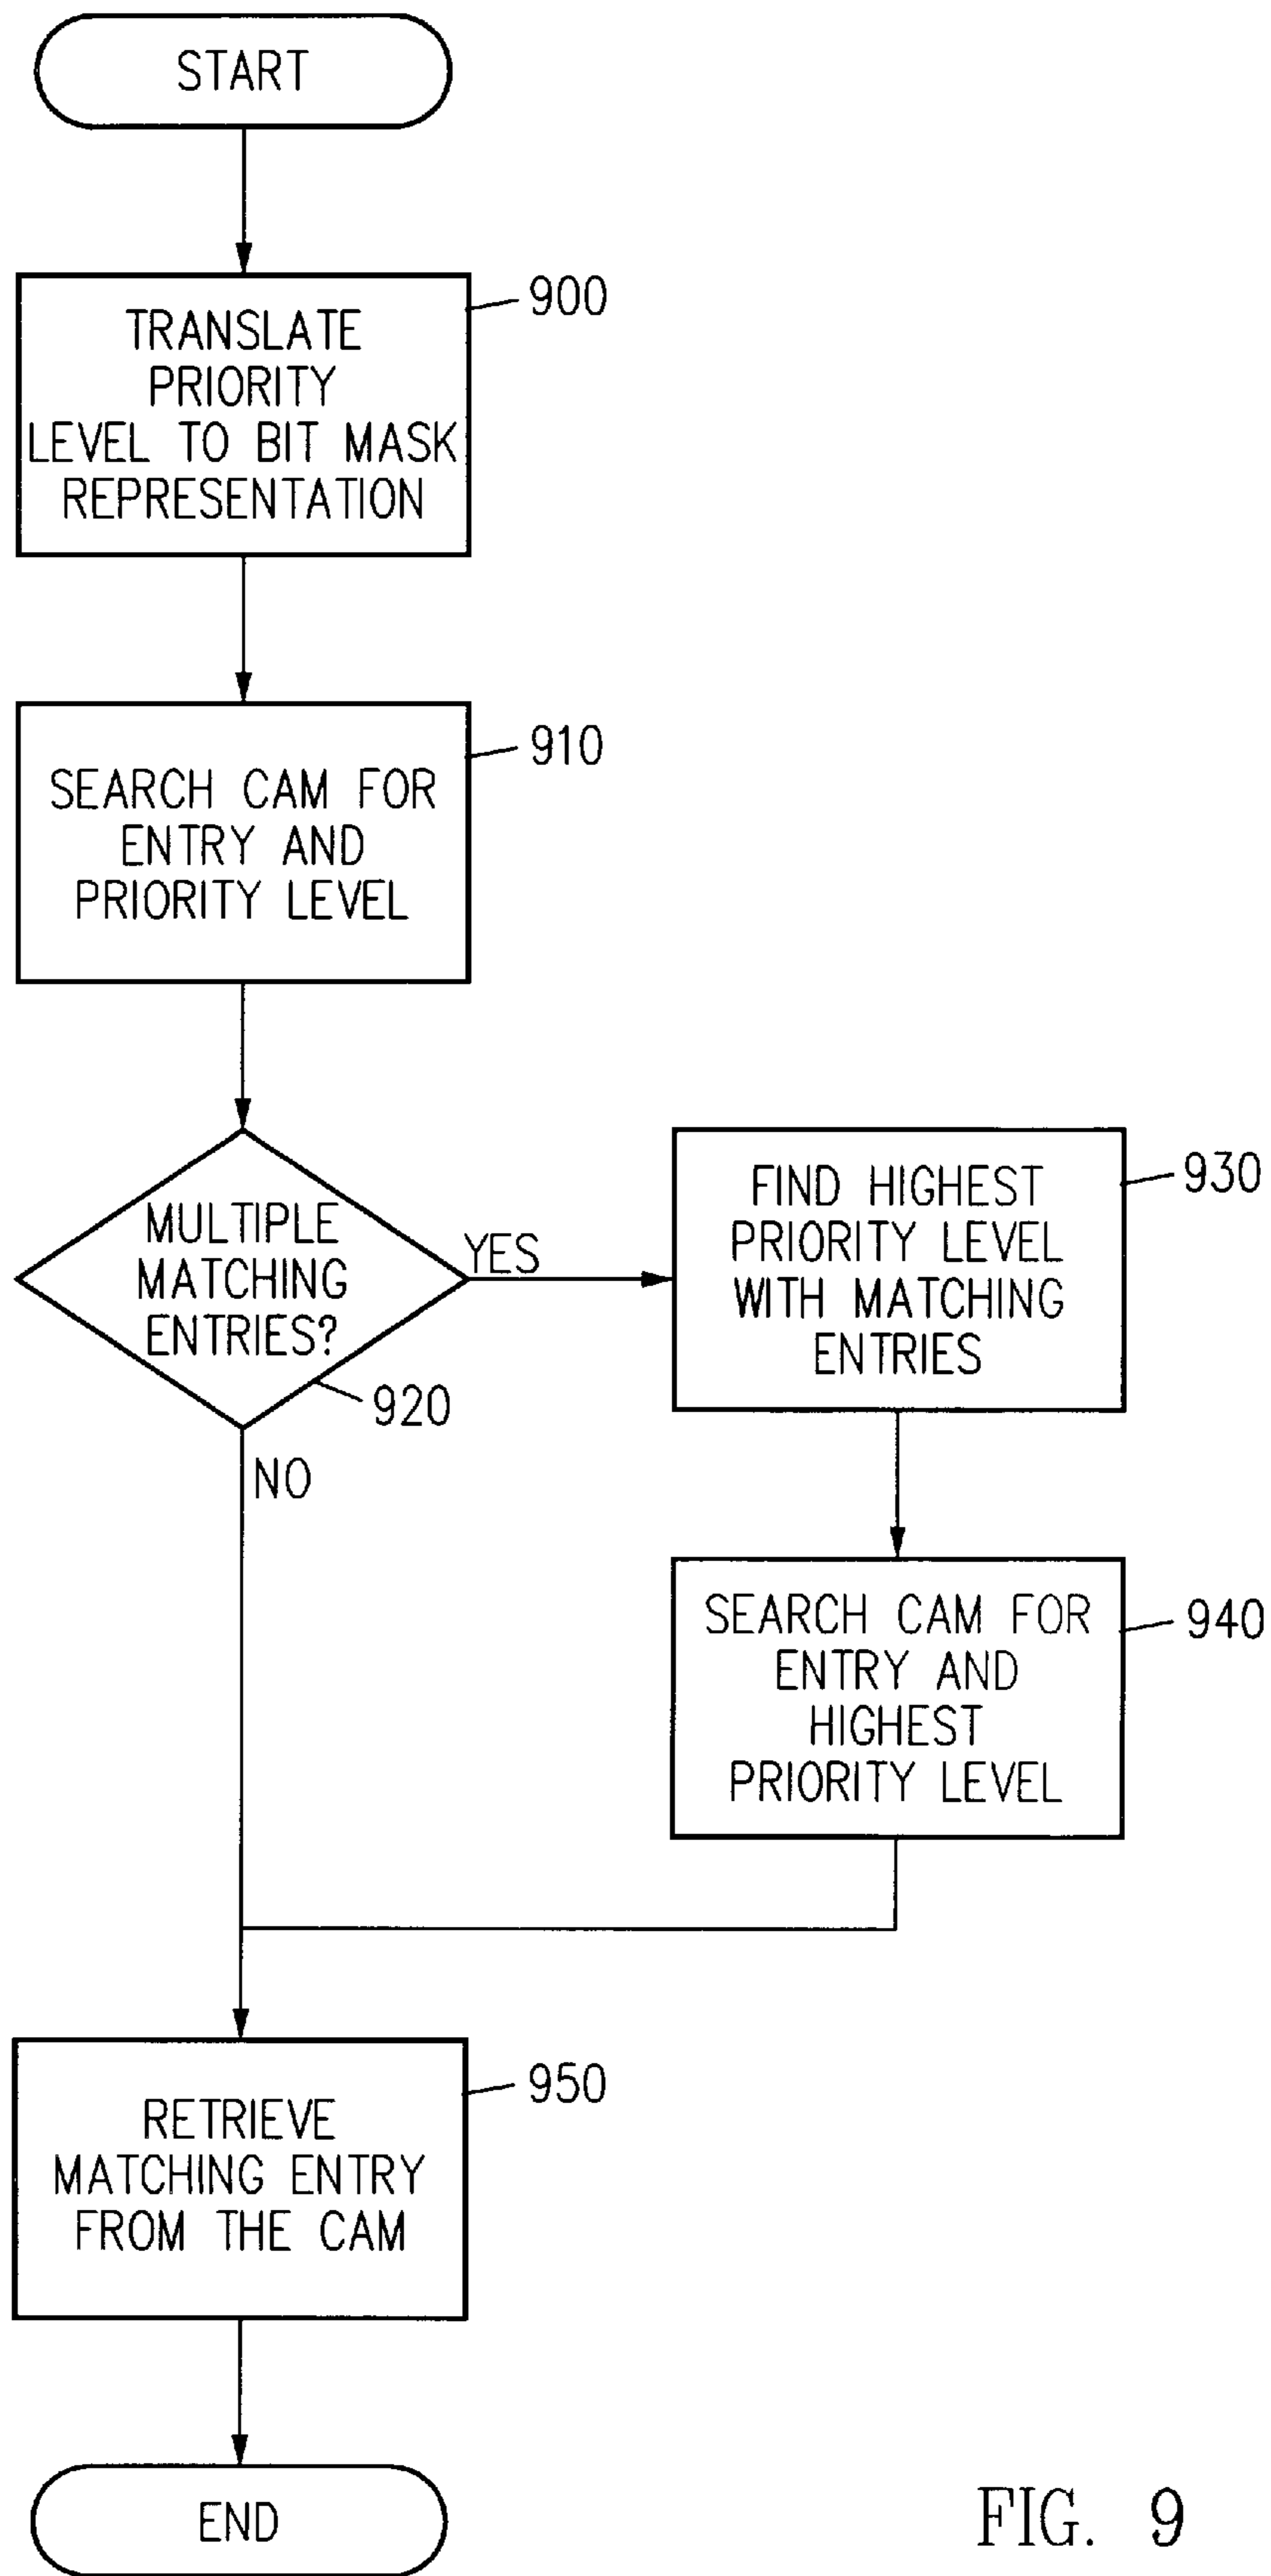 START
900
TRANSLATE
PRIORITY
LEVEL TO BIT MASK
REPRESENTATION
910
SEARCH CAM FOR
ENTRY AND
PRIORITY LEVEL
MULTIPLE
MATCHING
ENTRIES?
YES
920
NO
930
FIND HIGHEST
PRIORITY LEVEL
WITH MATCHING
ENTRIES
940
SEARCH CAM FOR
ENTRY AND
HIGHEST
PRIORITY LEVEL
950
RETRIEVE
MATCHING ENTRY
FROM THE CAM
END
FIG. 9